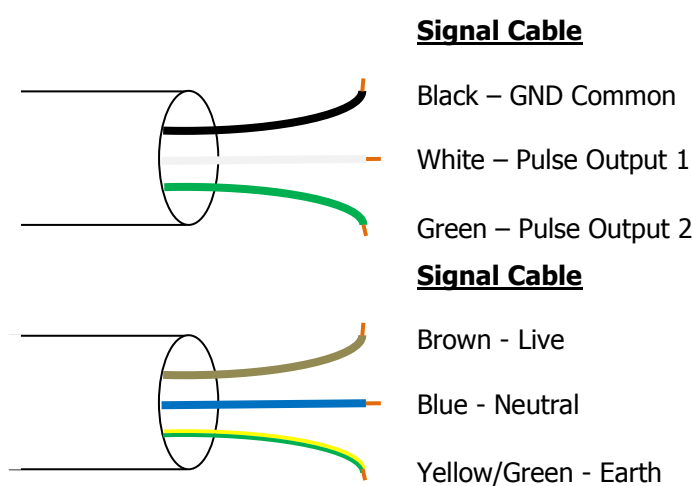 Signal Cable
Black – GND Common
White – Pulse Output 1
Green – Pulse Output 2
Signal Cable
Brown - Live
Blue - Neutral
Yellow/Green - Earth